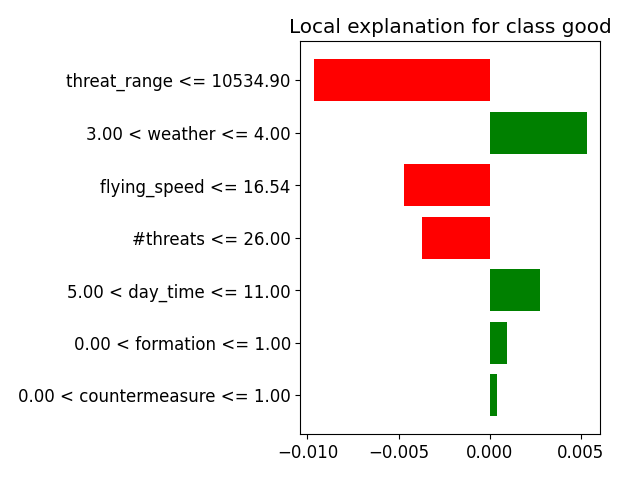 Local explanation for class good
threat_range <= 10534.90
3.00 < weather <= 4.00
flying_speed <= 16.54
#threats <= 26.00
5.00 < day_time <= 11.00
0.00 < formation <= 1.00
0.00 < countermeasure <= 1.00
−0.010 −0.005 0.000 0.005